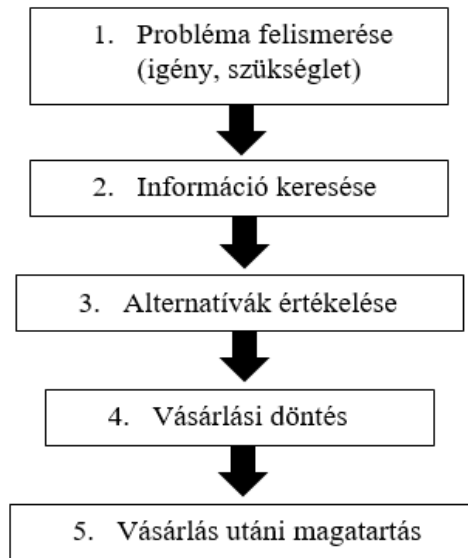 1. Probléma felismerése
(igény, szükséglet)
2. Információ keresése
3. Alternatívák értékelése
4. Vásárlási döntés
5. Vásárlás utáni magatartás